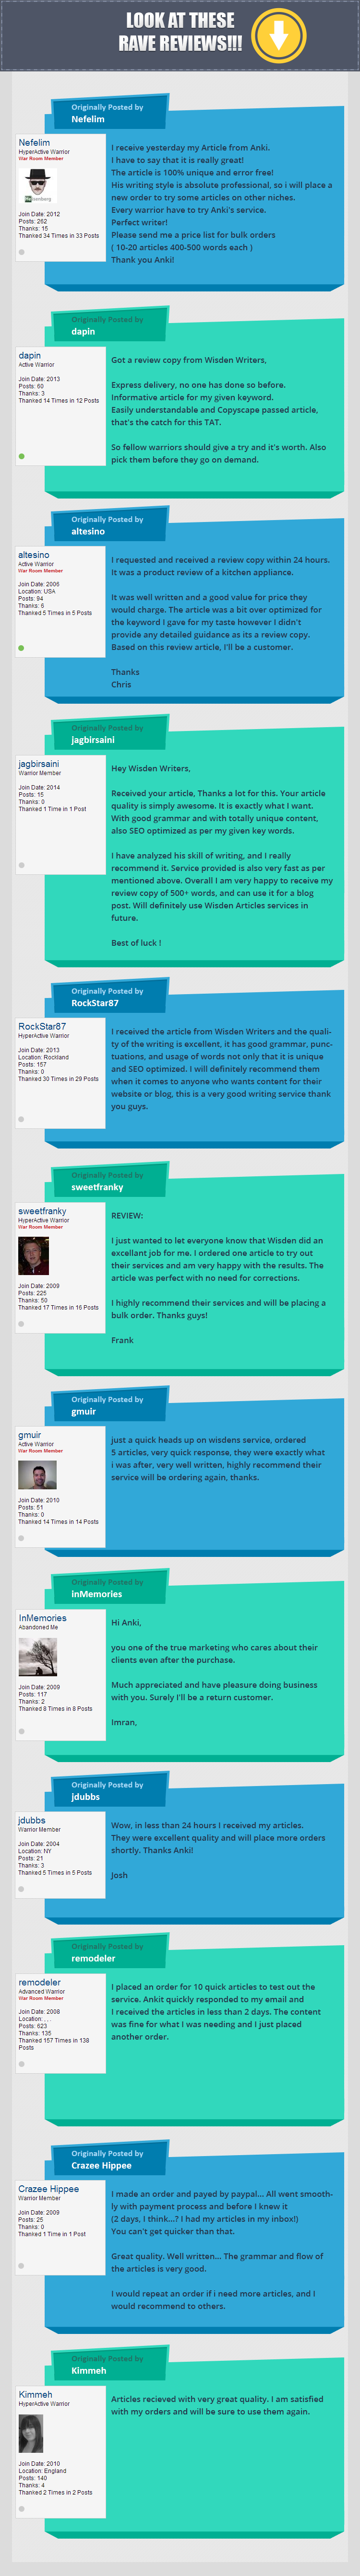 LOOK AT THESE
RAVE REVIEWS!!!
Originally Posted by
Nefelim
Nefelim
HyperActive Warrior
War Room Member
Join Date: 2012
Posts: 262
Thanks: 15
Thanked 34 Times in 33 Posts
I receive yesterday my Article from Anki.
I have to say that it is really great!
The article is 100% unique and error free!
His writing style is absolute professional, so i will place a
new order to try some articles on other niches.
Every warrior have to try Anki's service.
Perfect writer!
Please send me a price list for bulk orders
( 10-20 articles 400-500 words each )
Thank you Anki!
Originally Posted by
dapin
dapin
Active Warrior
Join Date: 2013
Posts: 60
Thanks: 3
Thanked 14 Times in 12 Posts
Got a review copy from Wisden Writers,
Express delivery, no one has done so before.
Informative article for my given keyword.
Easily understandable and Copyscape passed article,
that's the catch for this TAT.
So fellow warriors should give a try and it's worth. Also
pick them before they go on demand.
Originally Posted by
altesino
altesino
Active Warrior
War Room Member
Join Date: 2006
Location: USA
Posts: 94
Thanks: 6
Thanked 5 Times in 5 Posts
I requested and received a review copy within 24 hours.
It was a product review of a kitchen appliance.
It was well written and a good value for price they
would charge. The article was a bit over optimized for
the keyword I gave for my taste however I didn't
provide any detailed guidance as its a review copy.
Based on this review article, I'll be a customer.
Thanks
Chris
Originally Posted by
jagbirsaini
jagbirsaini
Warrior Member
Join Date: 2014
Posts: 15
Thanks: 0
Thanked 1 Time in 1 Post
Hey Wisden Writers,
Received your article, Thanks a lot for this. Your article
quality is simply awesome. It is exactly what I want.
With good grammar and with totally unique content,
also SEO optimized as per my given key words.
I have analyzed his skill of writing, and I really
recommend it. Service provided is also very fast as per
mentioned above. Overall I am very happy to receive my
review copy of 500+ words, and can use it for a blog
post. Will definitely use Wisden Articles services in
future.
Best of luck !
Originally Posted by
RockStar87
RockStar87
HyperActive Warrior
Join Date: 2013
Location: Rockland
Posts: 157
Thanks: 0
Thanked 30 Times in 29 Posts
I received the article from Wisden Writers and the quali-
ty of the writing is excellent, it has good grammar, punc-
tuations, and usage of words not only that it is unique
and SEO optimized. I will definitely recommend them
when it comes to anyone who wants content for their
website or blog, this is a very good writing service thank
you guys.
Originally Posted by
sweetfranky
sweetfranky
HyperActive Warrior
War Room Member
Join Date: 2009
Posts: 225
Thanks: 50
Thanked 17 Times in 16 Posts
REVIEW:
I just wanted to let everyone know that Wisden did an
excellant job for me. I ordered one article to try out
their services and am very happy with the results. The
article was perfect with no need for corrections.
I highly recommend their services and will be placing a
bulk order. Thanks guys!
Frank
Originally Posted by
gmuir
gmuir
Active Warrior
War Room Member
Join Date: 2010
Posts: 51
Thanks: 0
Thanked 14 Times in 14 Posts
just a quick heads up on wisdens service, ordered
5 articles, very quick response, they were exactly what
i was after, very well written, highly recommend their
service will be ordering again, thanks.
Originally Posted by
inMemories
InMemories
Abandoned Me
Join Date: 2009
Posts: 117
Thanks: 2
Thanked 8 Times in 8 Posts
Hi Anki,
you one of the true marketing who cares about their
clients even after the purchase.
Much appreciated and have pleasure doing business
with you. Surely I'll be a return customer.
Imran,
Originally Posted by
jdubbs
jdubbs
Warrior Member
Join Date: 2004
Location: NY
Posts: 21
Thanks: 3
Thanked 5 Times in 5 Posts
Wow, in less than 24 hours I received my articles.
They were excellent quality and will place more orders
shortly. Thanks Anki!
Josh
Originally Posted by
remodeler
remodeler
Advanced Warrior
War Room Member
Join Date: 2008
Location: , , .
Posts: 623
Thanks: 135
Thanked 157 Times in 138
Posts
I placed an order for 10 quick articles to test out the
service. Ankit quickly responded to my email and
I received the articles in less than 2 days. The content
was fine for what I was needing and I just placed
another order.
Originally Posted by
Crazee Hippee
Crazee Hippee
Warrior Member
Join Date: 2009
Posts: 25
Thanks: 0
Thanked 1 Time in 1 Post
I made an order and payed by paypal... All went smooth-
ly with payment process and before I knew it
(2 days, I think...? I had my articles in my inbox!)
You can't get quicker than that.
Great quality. Well written... The grammar and flow of
the articles is very good.
I would repeat an order if i need more articles, and I
would recommend to others.
Originally Posted by
Kimmeh
Kimmeh
HyperActive Warrior
Join Date: 2010
Location: England
Posts: 140
Thanks: 4
Thanked 2 Times in 2 Posts
Articles recieved with very great quality. I am satisfied
with my orders and will be sure to use them again.